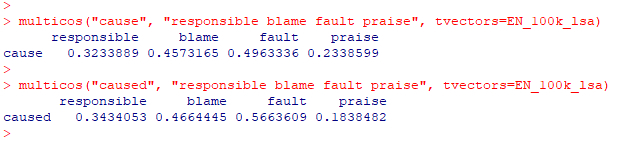 >
> multicos("cause", "responsible blame fault praise", tvectors=EN_100k_lsa)
      responsible     blame     fault    praise
cause   0.3233889 0.4573165 0.4963336 0.2338599
>
> multicos("caused", "responsible blame fault praise", tvectors=EN_100k_lsa)
       responsible     blame     fault    praise
caused   0.3434053 0.4664445 0.5663609 0.1838482
>